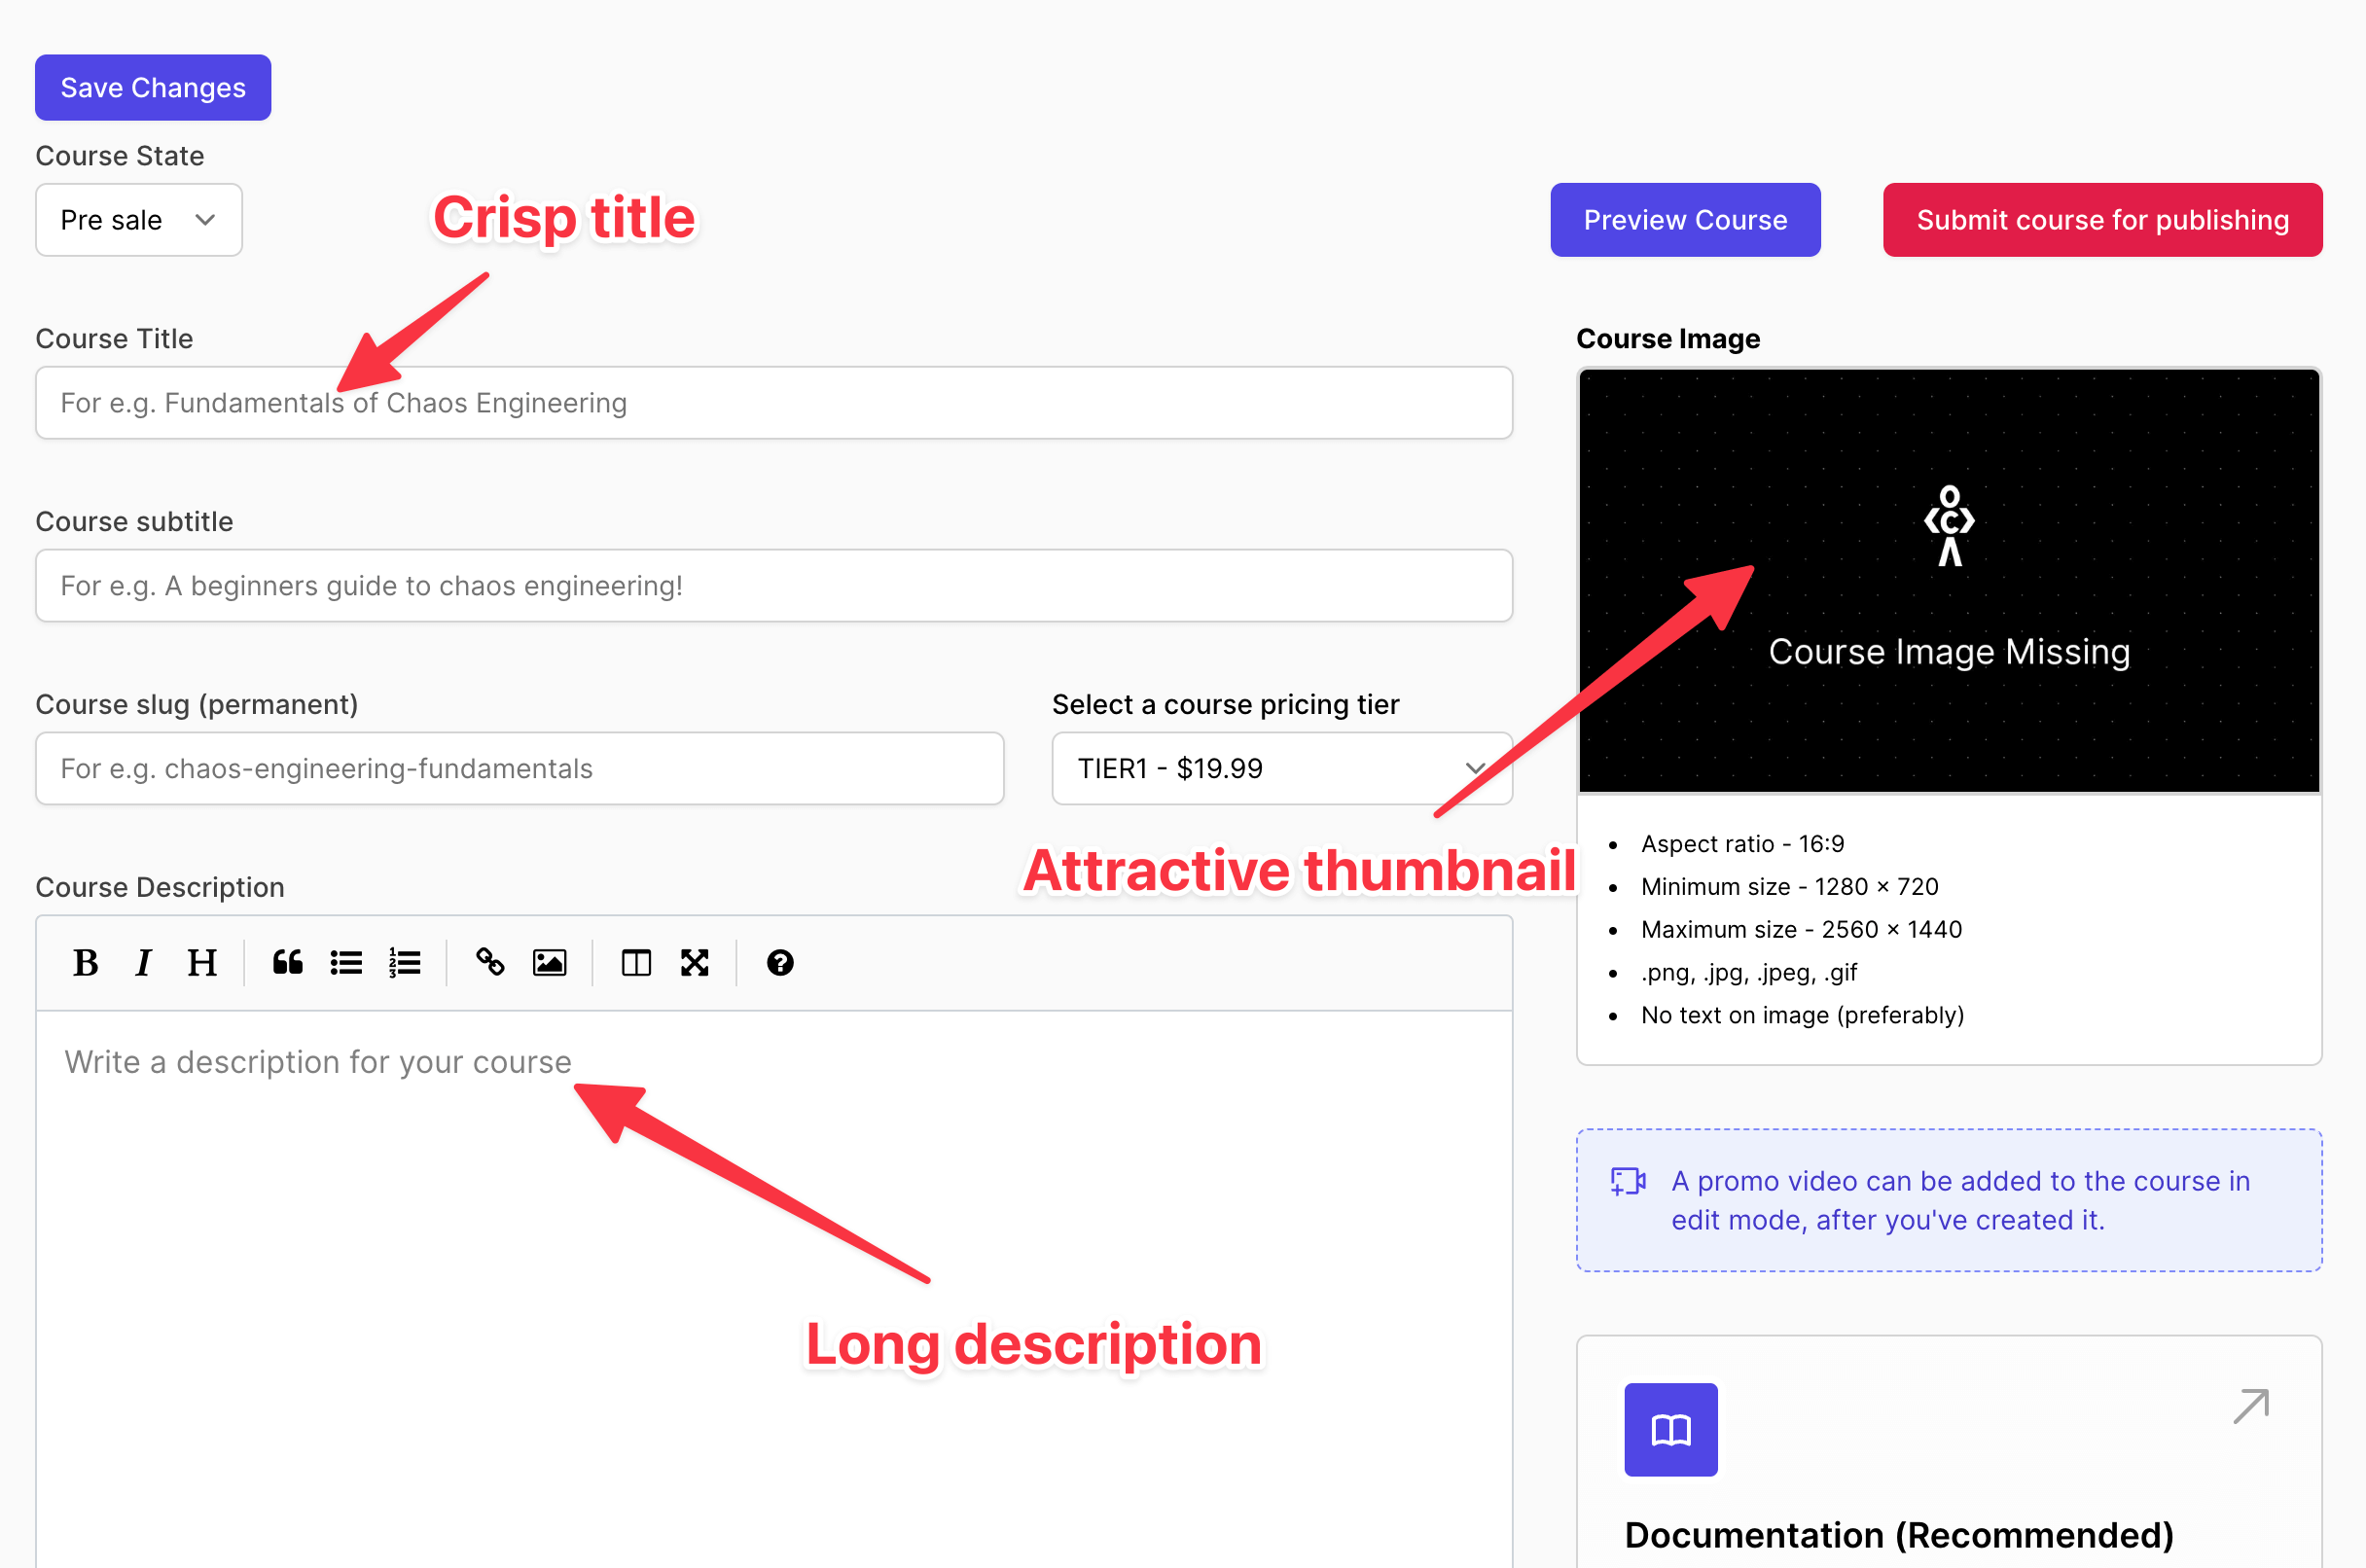 Save Changes
Course State
Pre sale
Crisp title
Preview Course
Submit course for publishing
Course Title
For e.g. Fundamentals of Chaos Engineering
Course subtitle
For e.g. A beginners guide to chaos engineering!
Course slug (permanent)
For e.g. chaos-engineering-fundamentals
Select a course pricing tier
TIER1 - $19.99
Attractive thumbnail
Course Description
B I H
Write a description for your course
Long description
Course Image
C
Course Image Missing
Aspect ratio - 16:9
Minimum size - 1280 × 720
Maximum size - 2560 × 1440
.png, .jpg, .jpeg, .gif
No text on image (preferably)
A promo video can be added to the course in
edit mode, after you've created it.
Documentation (Recommended)